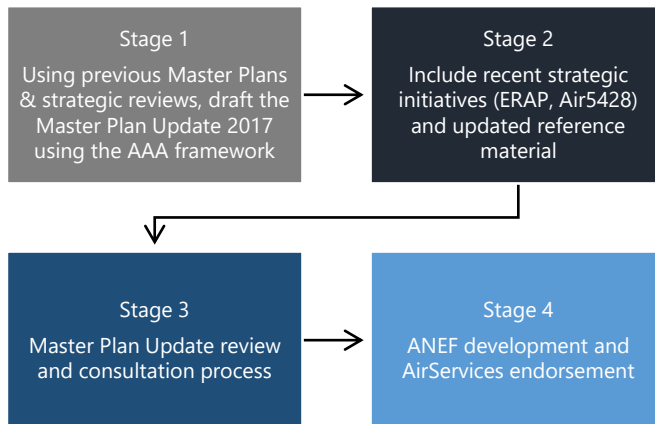 Stage 1
Using previous Master Plans
& strategic reviews, draft the
Master Plan Update 2017
using the AAA framework
Stage 2
Include recent strategic
initiatives (ERAP, Air5428)
and updated reference
material
Stage 3
Master Plan Update review
and consultation process
Stage 4
ANEF development and
AirServices endorsement